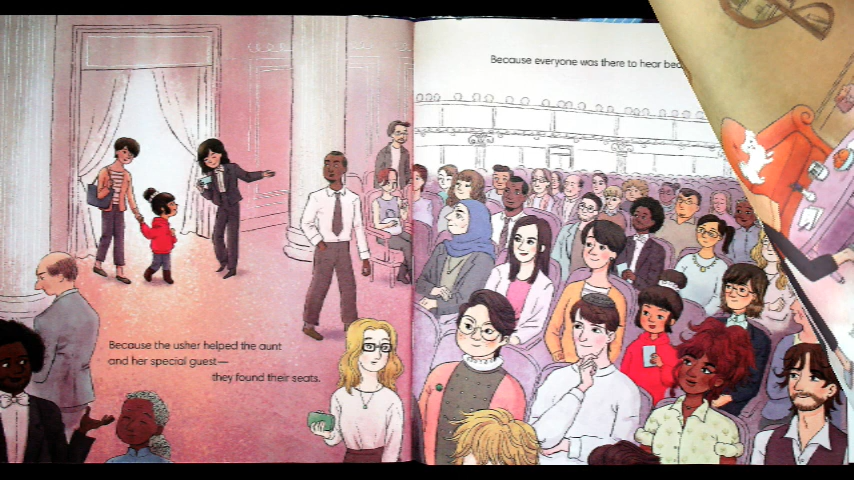 Because the usher helped the aunt
and her special guest—
they found their seats.
Because everyone was there to hear